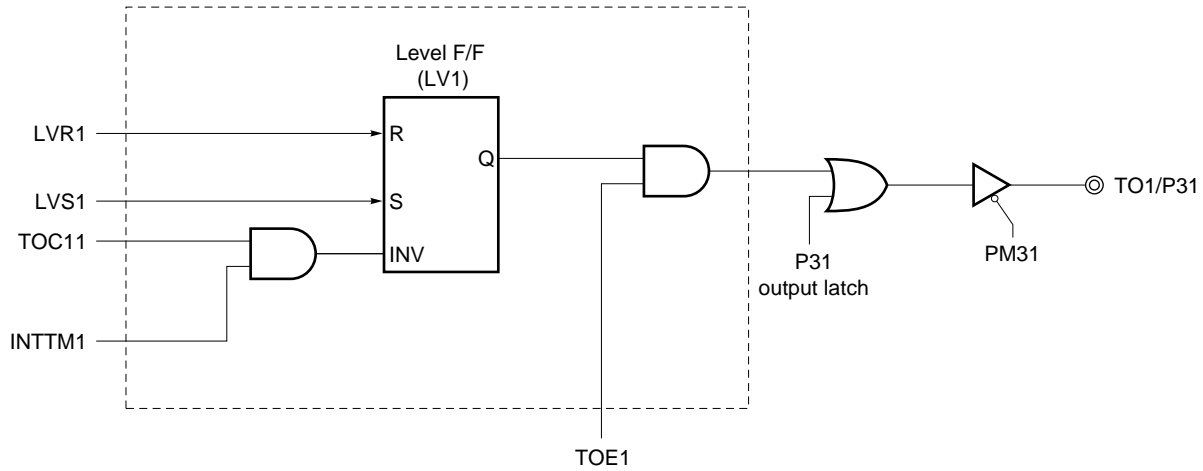 Level F/F
(LV1)
LVR1
R
Q
TO1/P31
LVS1
S
TOC11
INV
P31
output latch
PM31
INTTM1
TOE1